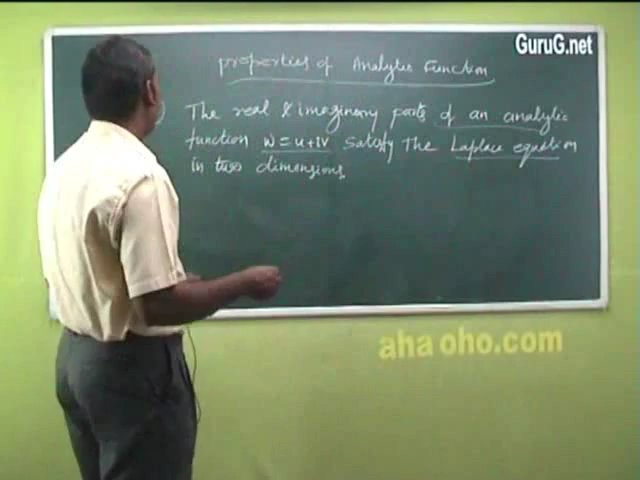 GuruG.net
properties of Analytic Function
The real & imaginary parts of an analytic
function w = u+iv satisfy the Laplace equation
in two dimensions
aha oho.com